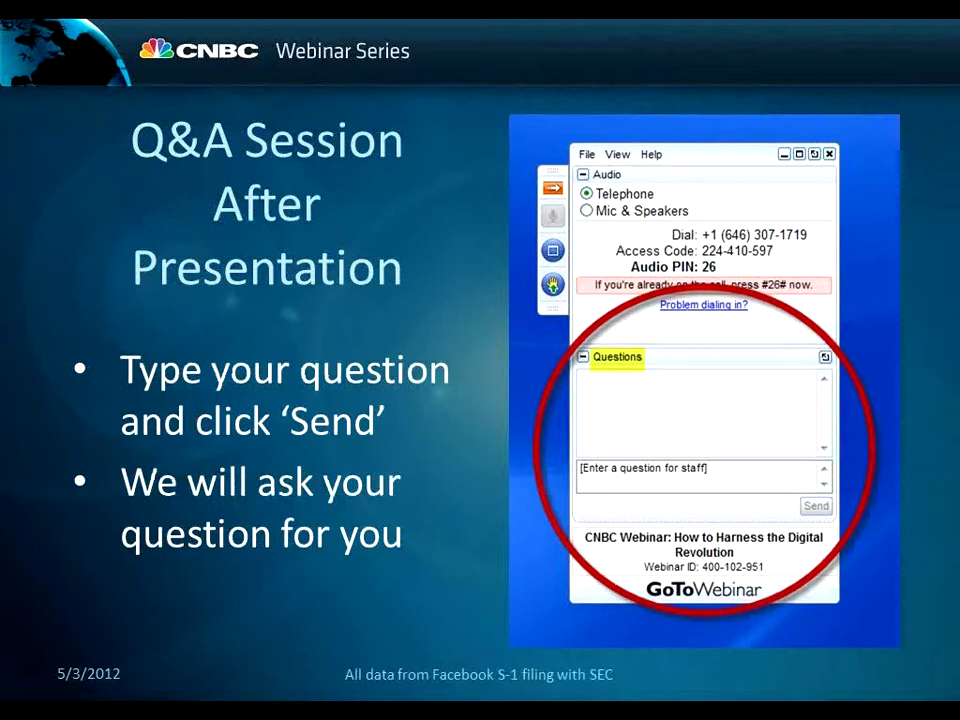 CNBC Webinar Series
Q&A Session
After
Presentation
• Type your question
and click ‘Send’
• We will ask your
question for you
File View Help
Audio
Telephone
Mic & Speakers
Dial: +1 (646) 307-1719
Access Code: 224-410-597
Audio PIN: 26
If you're already on the call, press #26# now.
Problem dialing in?
Questions
[Enter a question for staff]
Send
CNBC Webinar: How to Harness the Digital
Revolution
Webinar ID: 400-102-951
GoToWebinar
5/3/2012
All data from Facebook S-1 filing with SEC